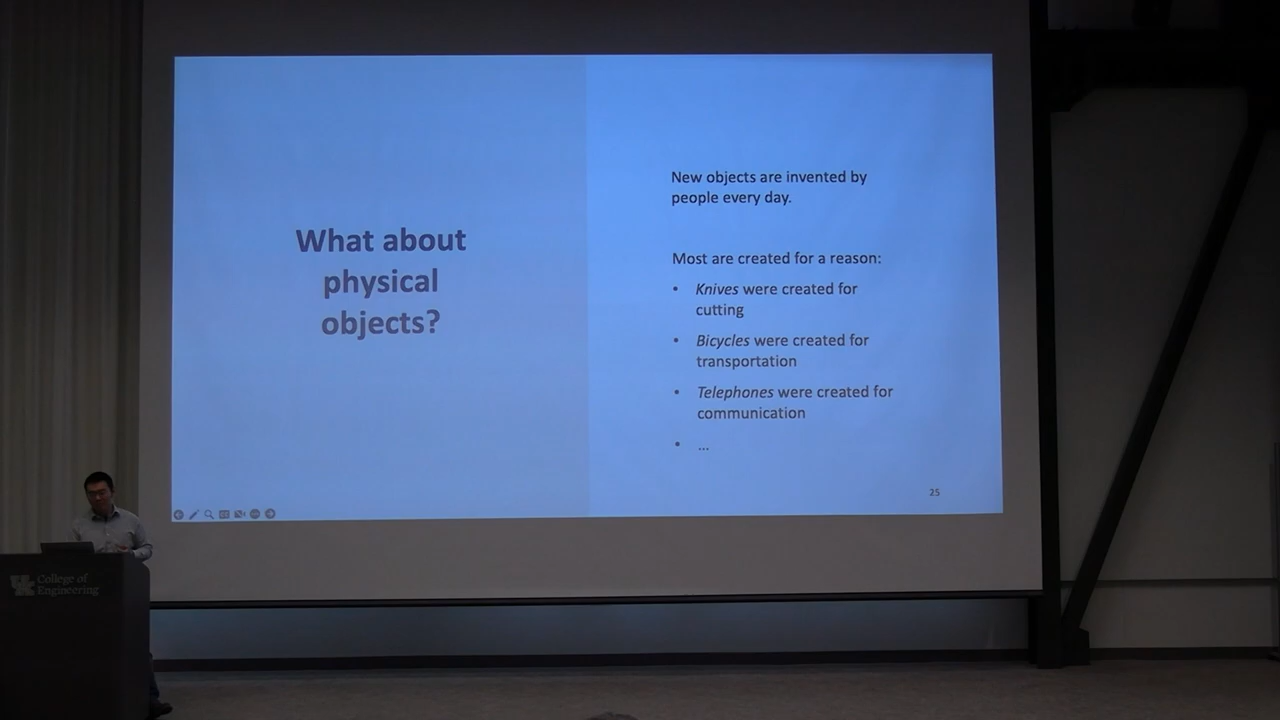 What about
physical
objects?
New objects are invented by
people every day.
Most are created for a reason:
• Knives were created for
cutting
• Bicycles were created for
transportation
• Telephones were created for
communication
• ...
25
UK College of
Engineering